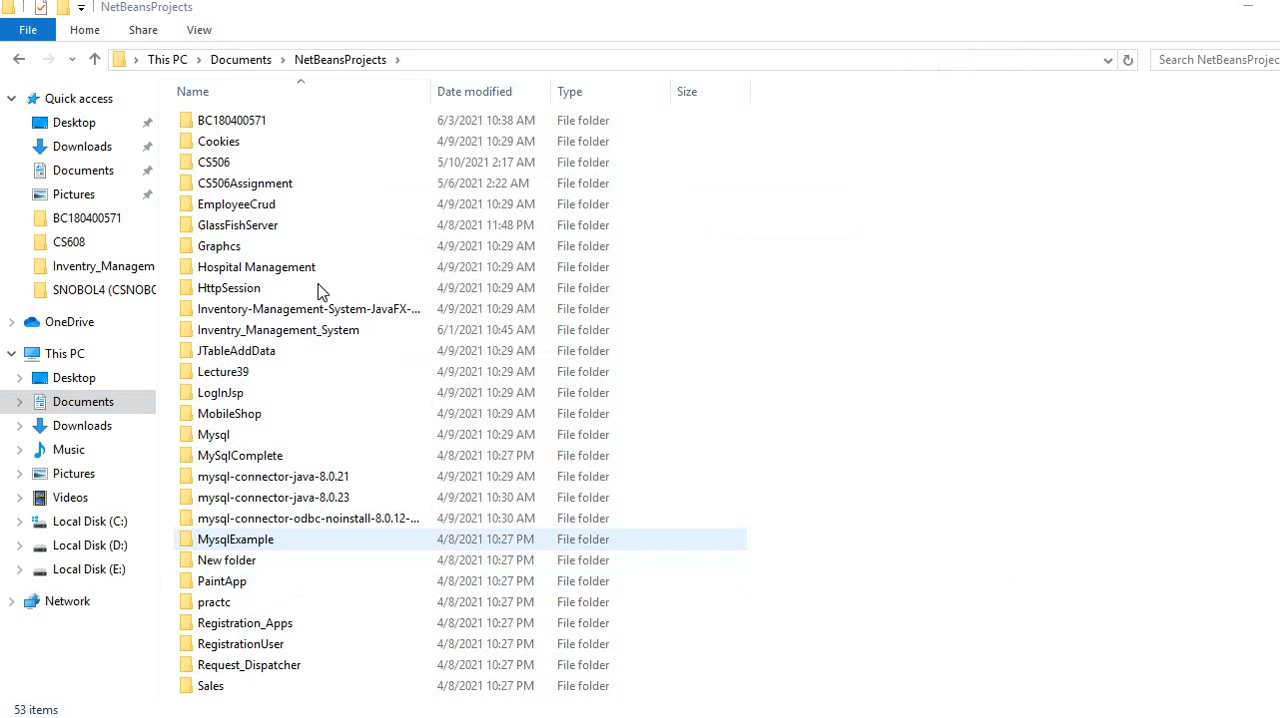 NetBeansProjects
File Home Share View
This PC Documents NetBeansProjects Search NetBeansProjec
Name Date modified Type Size
Quick access
Desktop
Downloads
Documents
Pictures
BC180400571
CS608
Inventry_Managem
SNOBOL4 (CSNOBC
OneDrive
This PC
Desktop
Documents
Downloads
Music
Pictures
Videos
Local Disk (C:)
Local Disk (D:)
Local Disk (E:)
Network
BC180400571 6/3/2021 10:38 AM File folder
Cookies 4/9/2021 10:29 AM File folder
CS506 5/10/2021 2:17 AM File folder
CS506Assignment 5/6/2021 2:22 AM File folder
EmployeeCrud 4/9/2021 10:29 AM File folder
GlassFishServer 4/8/2021 11:48 PM File folder
Graphcs 4/9/2021 10:29 AM File folder
Hospital Management 4/9/2021 10:29 AM File folder
HttpSession 4/9/2021 10:29 AM File folder
Inventory-Management-System-JavaFX-... 4/9/2021 10:29 AM File folder
Inventry_Management_System 6/1/2021 10:45 AM File folder
JTableAddData 4/9/2021 10:29 AM File folder
Lecture39 4/9/2021 10:29 AM File folder
LogInJsp 4/9/2021 10:29 AM File folder
MobileShop 4/9/2021 10:29 AM File folder
Mysql 4/9/2021 10:29 AM File folder
MySqlComplete 4/8/2021 10:27 PM File folder
mysql-connector-java-8.0.21 4/9/2021 10:29 AM File folder
mysql-connector-java-8.0.23 4/9/2021 10:30 AM File folder
mysql-connector-odbc-noinstall-8.0.12-... 4/9/2021 10:30 AM File folder
MysqlExample 4/8/2021 10:27 PM File folder
New folder 4/8/2021 10:27 PM File folder
PaintApp 4/8/2021 10:27 PM File folder
practc 4/8/2021 10:27 PM File folder
Registration_Apps 4/8/2021 10:27 PM File folder
RegistrationUser 4/8/2021 10:27 PM File folder
Request_Dispatcher 4/8/2021 10:27 PM File folder
Sales 4/8/2021 10:27 PM File folder
53 items